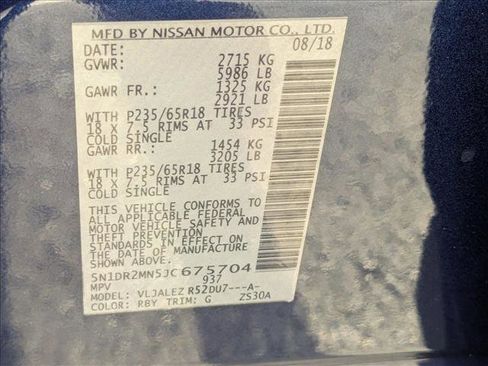 MFD BY NISSAN MOTOR CO., LTD.
DATE: 08/18
GVWR: 2715 KG
5986 LB
GAWR FR.: 1325 KG
2921 LB
WITH P235/65R18 TIRES
18 X 7.5 RIMS AT 33 PSI
COLD SINGLE
GAWR RR.: 1454 KG
3205 LB
WITH P235/65R18 TIRES
18 X 7.5 RIMS AT 33 PSI
COLD SINGLE
THIS VEHICLE CONFORMS TO
ALL APPLICABLE FEDERAL
MOTOR VEHICLE SAFETY AND
THEFT PREVENTION
STANDARDS IN EFFECT ON
THE DATE OF MANUFACTURE
SHOWN ABOVE.
5N1DR2MN5JC675704
MPV 937
MODEL: VLJALEZ R52DU7---A-
COLOR: RBY TRIM: G ZS30A